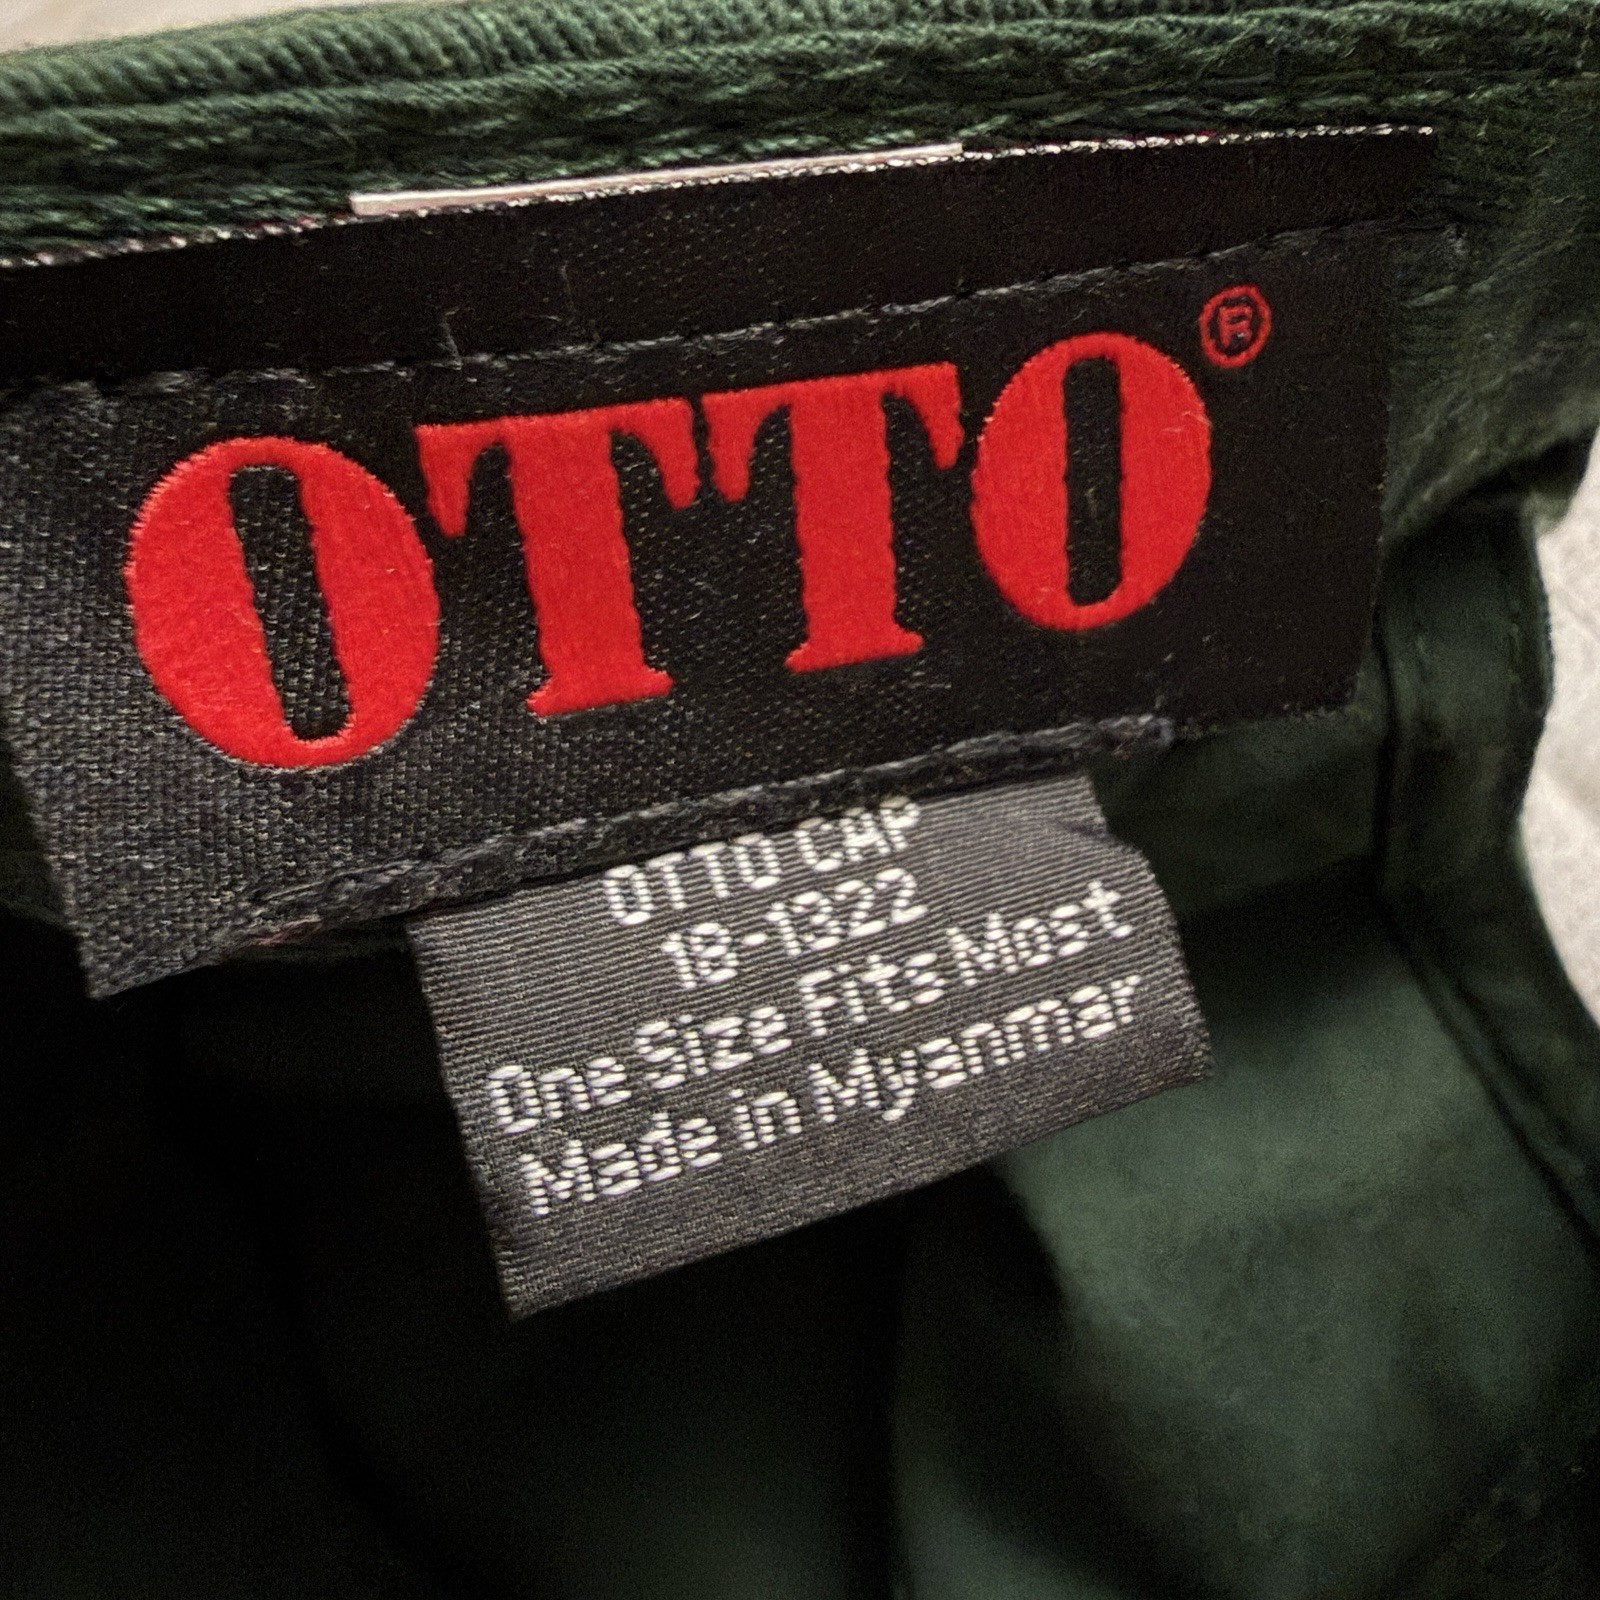 OTTO®
OTTO CAP
18-1322
One Size Fits Most
Made in Myanmar